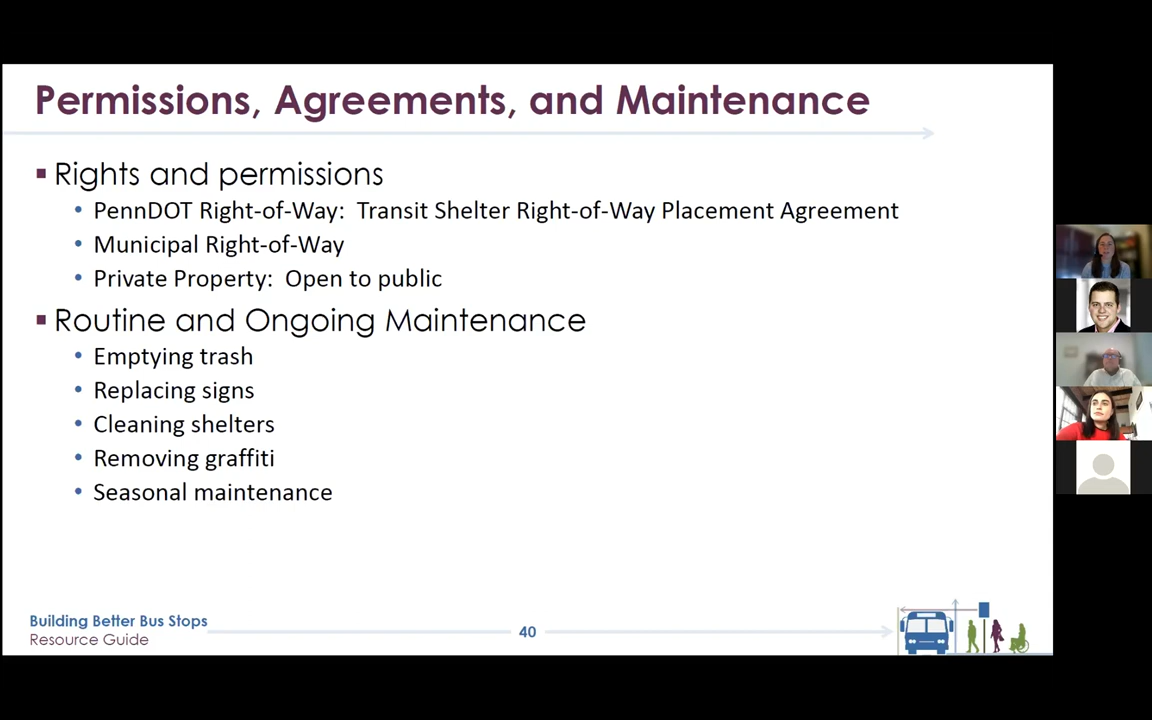 Permissions, Agreements, and Maintenance
Rights and permissions
PennDOT Right-of-Way: Transit Shelter Right-of-Way Placement Agreement
Municipal Right-of-Way
Private Property: Open to public
Routine and Ongoing Maintenance
Emptying trash
Replacing signs
Cleaning shelters
Removing graffiti
Seasonal maintenance
Building Better Bus Stops
Resource Guide
40